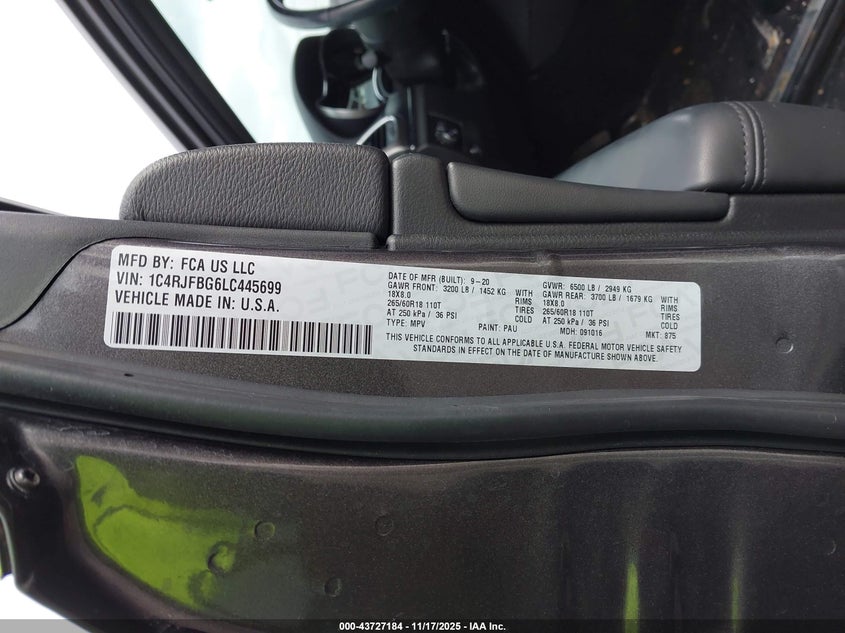 MFD BY: FCA US LLC
VIN: 1C4RJFBG6LC445699
VEHICLE MADE IN: U.S.A.
DATE OF MFR (BUILT): 9-20
GAWR FRONT: 3200 LB / 1452 KG WITH
18X8.0 RIMS
265/60R18 110T TIRES
AT 250 kPa / 36 PSI COLD
TYPE: MPV PAINT: PAU
GVWR: 6500 LB / 2949 KG
GAWR REAR: 3700 LB / 1679 KG WITH
18X8.0 RIMS
265/60R18 110T TIRES
AT 250 kPa / 36 PSI COLD
MDH: 091016 MKT: 875
THIS VEHICLE CONFORMS TO ALL APPLICABLE U.S.A. FEDERAL MOTOR VEHICLE SAFETY
STANDARDS IN EFFECT ON THE DATE OF MANUFACTURE SHOWN ABOVE.
000-43727184 - 11/17/2025 - IAA Inc.